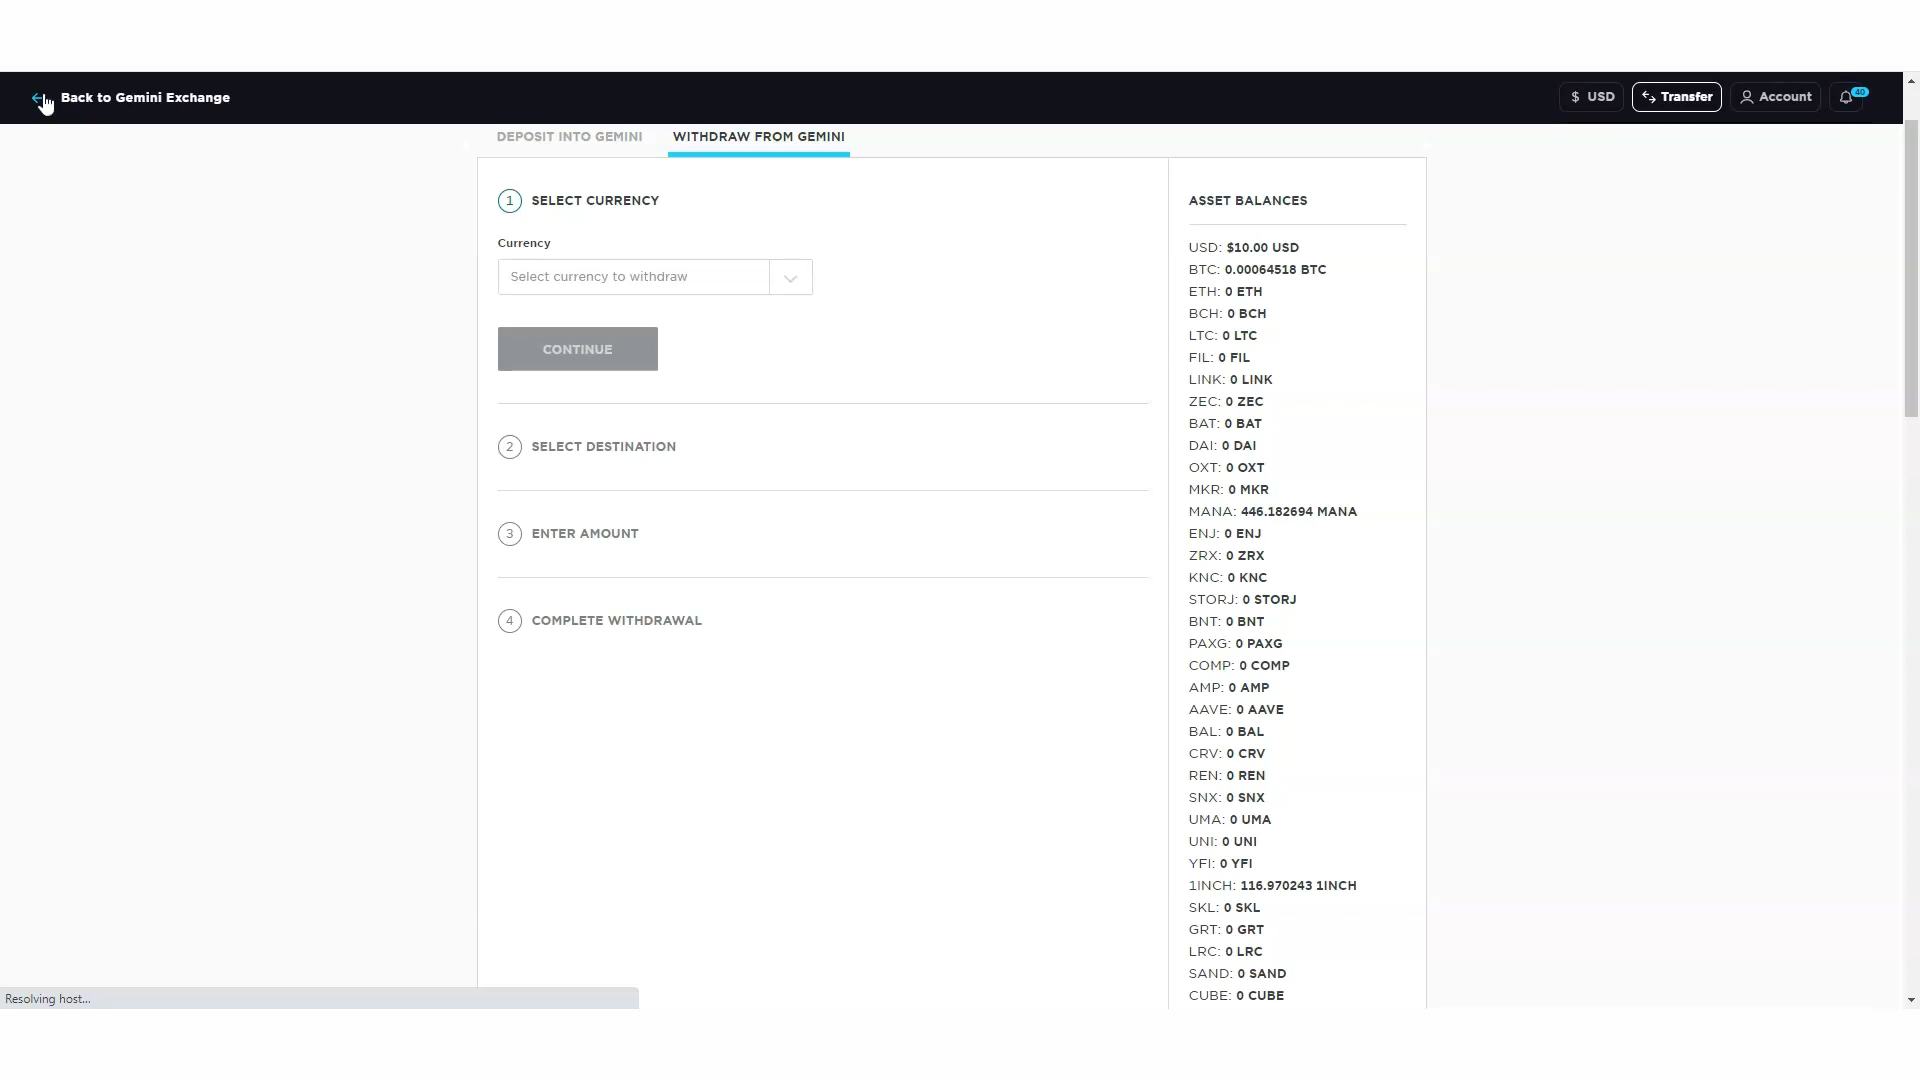 Back to Gemini Exchange
$ USD
Transfer
Account
40
DEPOSIT INTO GEMINI
WITHDRAW FROM GEMINI
1 SELECT CURRENCY
Currency
Select currency to withdraw
CONTINUE
2 SELECT DESTINATION
3 ENTER AMOUNT
4 COMPLETE WITHDRAWAL
ASSET BALANCES
USD: $10.00 USD
BTC: 0.00064518 BTC
ETH: 0 ETH
BCH: 0 BCH
LTC: 0 LTC
FIL: 0 FIL
LINK: 0 LINK
ZEC: 0 ZEC
BAT: 0 BAT
DAI: 0 DAI
OXT: 0 OXT
MKR: 0 MKR
MANA: 446.182694 MANA
ENJ: 0 ENJ
ZRX: 0 ZRX
KNC: 0 KNC
STORJ: 0 STORJ
BNT: 0 BNT
PAXG: 0 PAXG
COMP: 0 COMP
AMP: 0 AMP
AAVE: 0 AAVE
BAL: 0 BAL
CRV: 0 CRV
REN: 0 REN
SNX: 0 SNX
UMA: 0 UMA
UNI: 0 UNI
YFI: 0 YFI
1INCH: 116.970243 1INCH
SKL: 0 SKL
GRT: 0 GRT
LRC: 0 LRC
SAND: 0 SAND
CUBE: 0 CUBE
Resolving host...